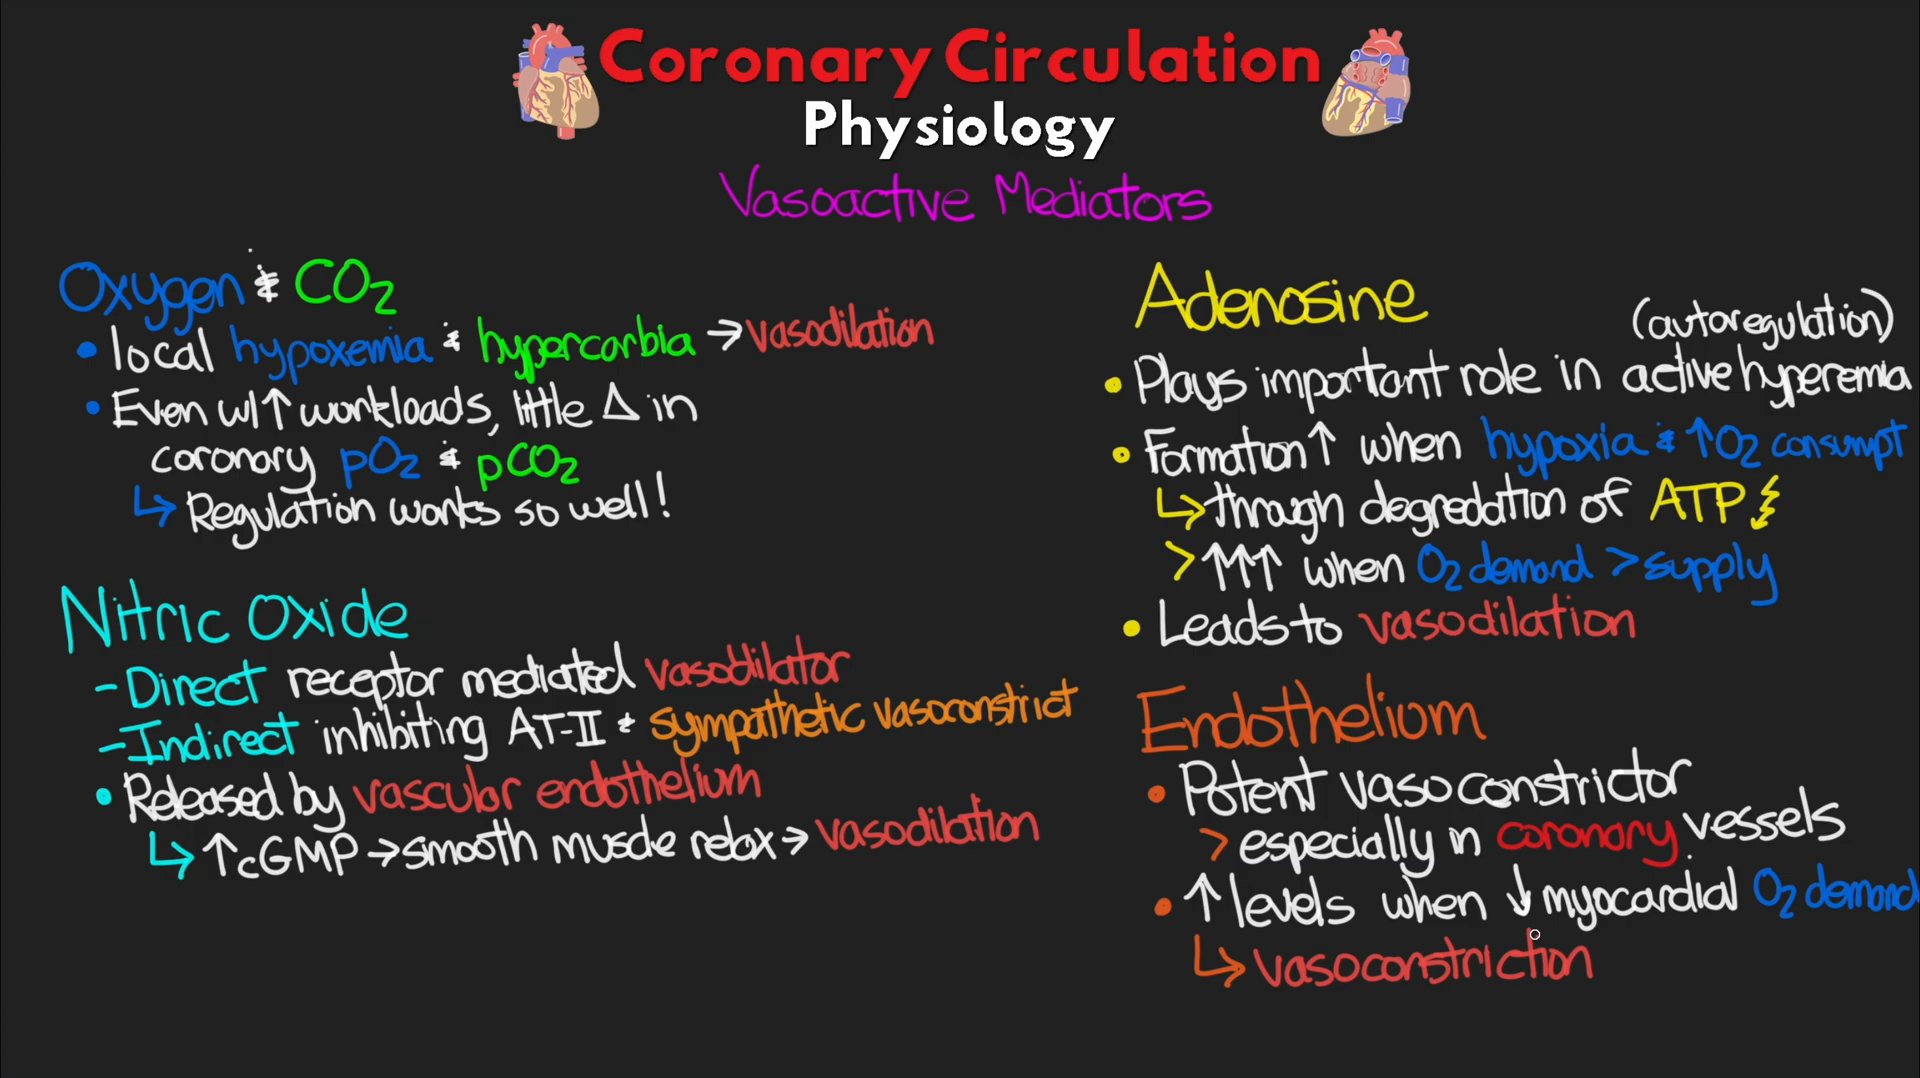 Coronary Circulation
Physiology
Vasoactive Mediators
Oxygen & CO₂
• local hypoxemia & hypercarbia → vasodilation
• Even w/ ↑ workloads, little Δ in
coronary pO₂ & pCO₂
↳ Regulation works so well!
Nitric Oxide
- Direct receptor mediated vasodilator
- Indirect inhibiting AT-II & sympathetic vasoconstrict
• Released by vascular endothelium
↳ ↑cGMP → smooth muscle relax → vasodilation
Adenosine
(autoregulation)
• Plays important role in active hyperemia
• Formation ↑ when hypoxia & ↑O₂ consumpt
↳ through degredation of ATP
> ↑↑↑ when O₂ demand > supply
• Leads to vasodilation
Endothelium
• Potent vasoconstrictor
> especially in coronary vessels
• ↑ levels when ↓ myocardial O₂ demand
↳ vasoconstriction